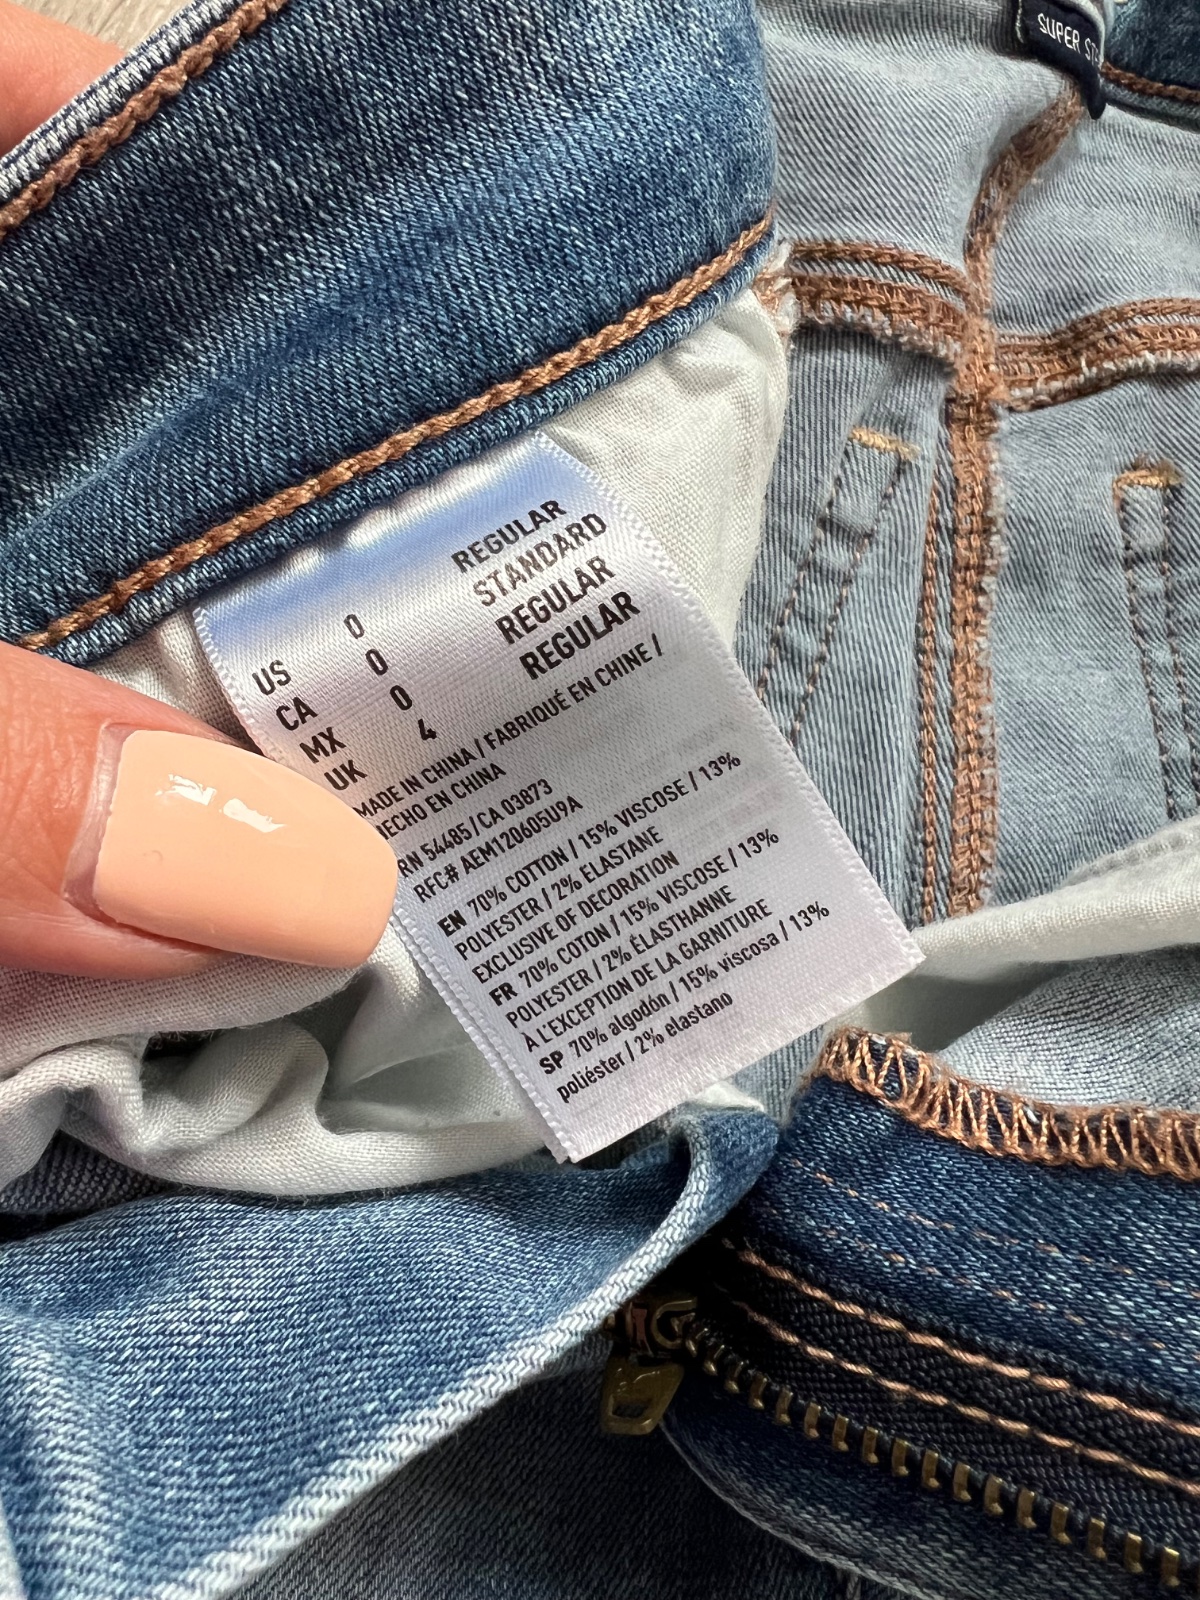 SUPER
US 0 REGULAR
CA 0 STANDARD
MX 0 REGULAR
UK 4 REGULAR
MADE IN CHINA / FABRIQUÉ EN CHINE /
HECHO EN CHINA
RN 54485/CA 03873
RFC# AEM120605U9A
EN 70% COTTON / 15% VISCOSE / 13%
POLYESTER / 2% ELASTANE
EXCLUSIVE OF DECORATION
FR 70% COTON / 15% VISCOSE / 13%
POLYESTER / 2% ÉLASTHANNE
À L'EXCEPTION DE LA GARNITURE
SP 70% algodón / 15% viscosa / 13%
poliéster / 2% elastano